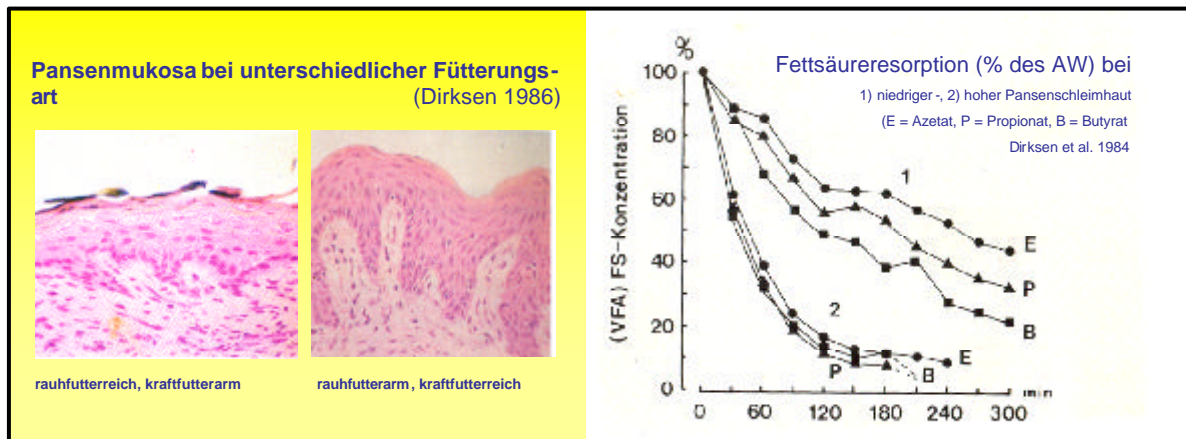 Pansenmukosa bei unterschiedlicher Fütterungs-
art (Dirksen 1986)
rauhfutterreich, kraftfutterarm
rauhfutterarm, kraftfutterreich
Fettsäureresorption (% des AW) bei
1) niedriger -, 2) hoher Pansenschleimhaut
(E = Azetat, P = Propionat, B = Butyrat
Dirksen et al. 1984
%
(VFA) FS-Konzentration
100
80
60
40
20
0
1
E
P
B
2
E
B
P
0 60 120 180 240 300 min